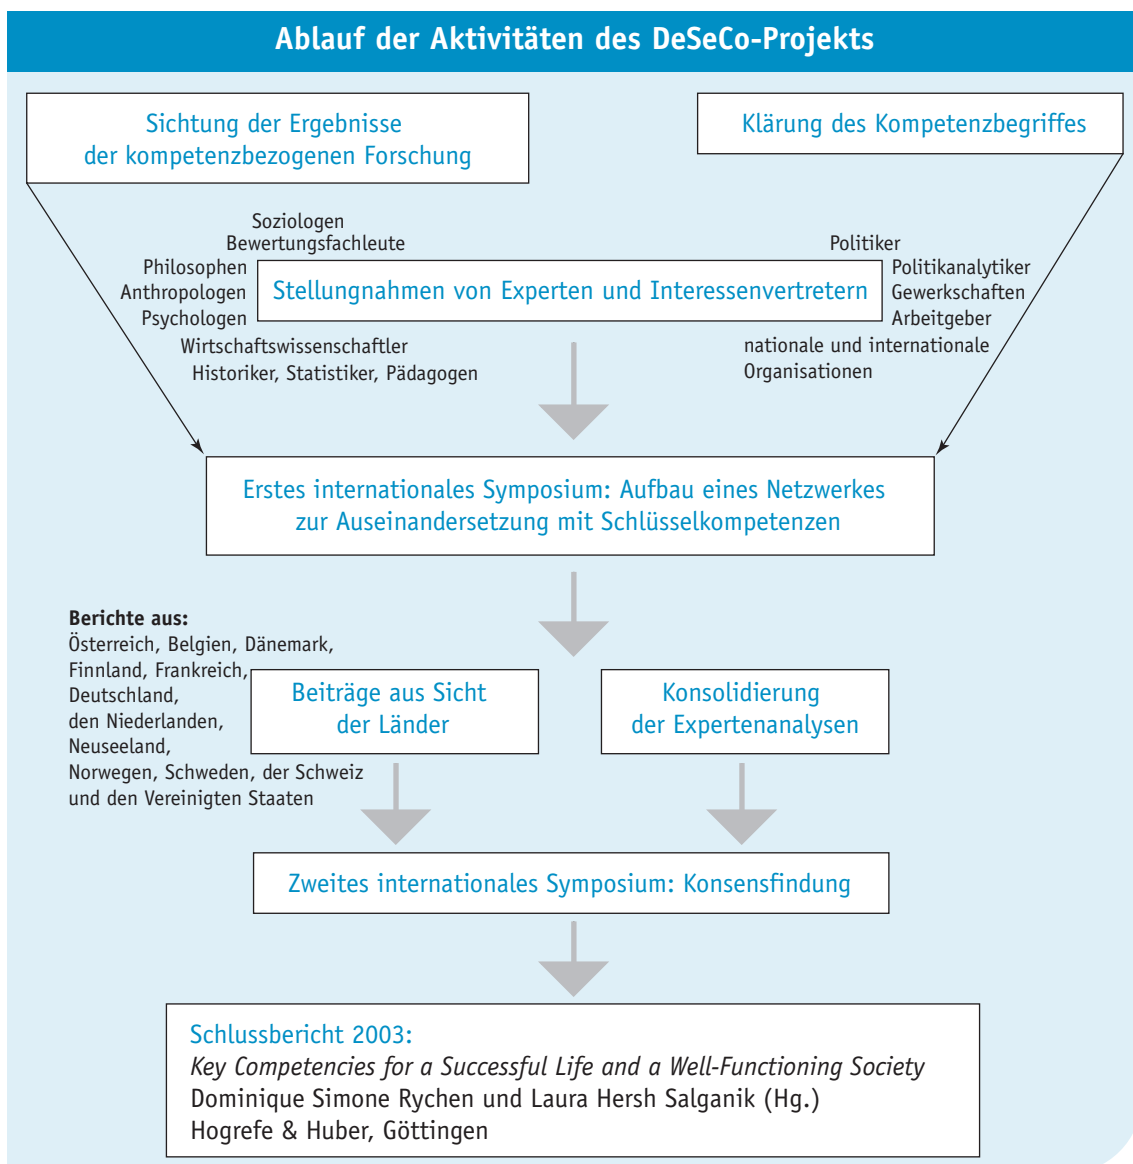 Ablauf der Aktivitäten des DeSeCo-Projekts
Sichtung der Ergebnisse
der kompetenzbezogenen Forschung
Klärung des Kompetenzbegriffes
Soziologen
Bewertungsfachleute
Philosophen
Anthropologen
Psychologen
Wirtschaftswissenschaftler
Historiker, Statistiker, Pädagogen
Stellungnahmen von Experten und Interessenvertretern
Politiker
Politikanalytiker
Gewerkschaften
Arbeitgeber
nationale und internationale
Organisationen
Erstes internationales Symposium: Aufbau eines Netzwerkes
zur Auseinandersetzung mit Schlüsselkompetenzen
Berichte aus:
Österreich, Belgien, Dänemark,
Finnland, Frankreich,
Deutschland,
den Niederlanden,
Neuseeland,
Norwegen, Schweden, der Schweiz
und den Vereinigten Staaten
Beiträge aus Sicht
der Länder
Konsolidierung
der Expertenanalysen
Zweites internationales Symposium: Konsensfindung
Schlussbericht 2003:
Key Competencies for a Successful Life and a Well-Functioning Society
Dominique Simone Rychen und Laura Hersh Salganik (Hg.)
Hogrefe & Huber, Göttingen